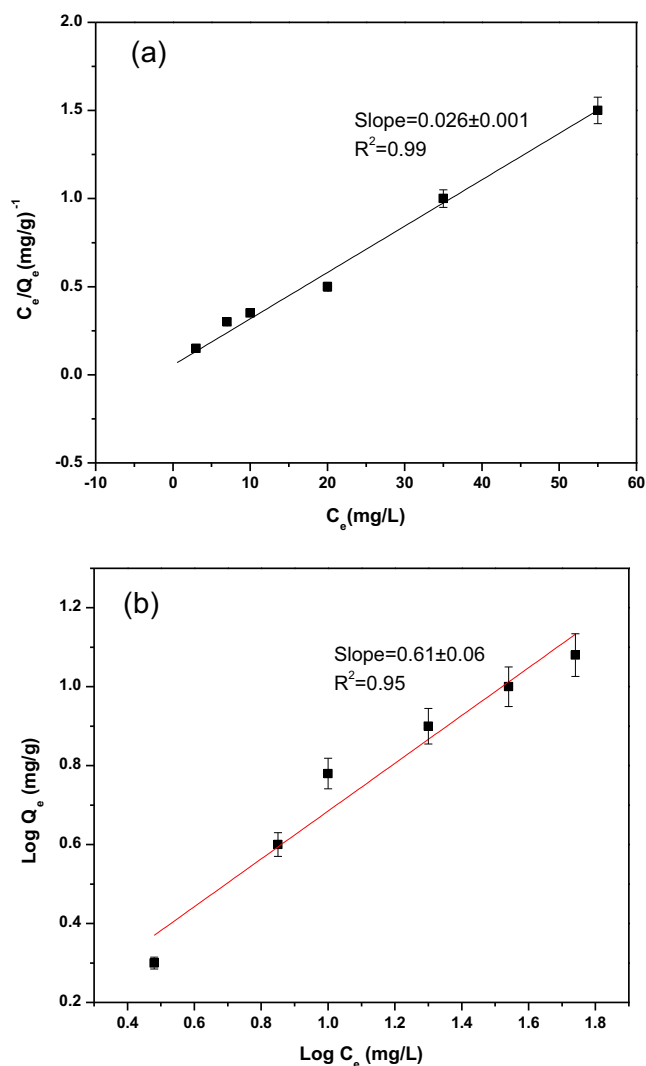 (a)
Slope=0.026±0.001
R²=0.99
2.0
1.5
1.0
0.5
0.0
-0.5
Cₑ/Qₑ(mg/g)⁻¹
-10 0 10 20 30 40 50 60
Cₑ(mg/L)
(b)
Slope=0.61±0.06
R²=0.95
1.2
1.0
0.8
0.6
0.4
0.2
Log Qₑ (mg/g)
0.4 0.6 0.8 1.0 1.2 1.4 1.6 1.8
Log Cₑ (mg/L)